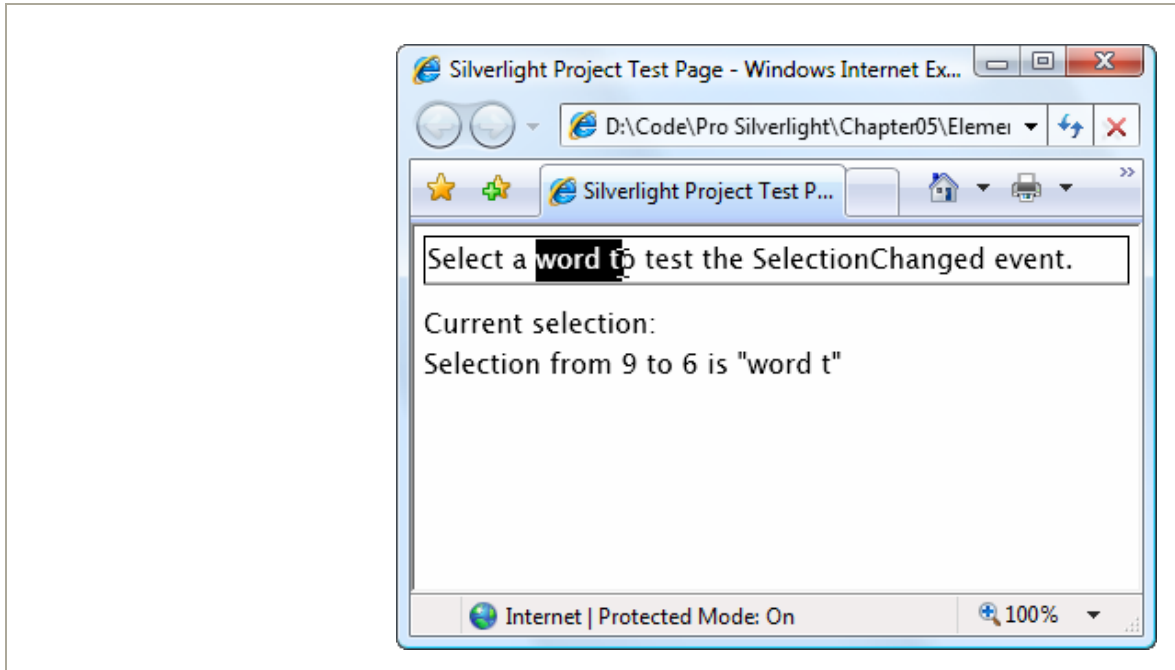 Silverlight Project Test Page - Windows Internet Ex...
D:\Code\Pro Silverlight\Chapter05\Elemei
Silverlight Project Test P...
Select a word to test the SelectionChanged event.
Current selection:
Selection from 9 to 6 is "word t"
Internet | Protected Mode: On
100%